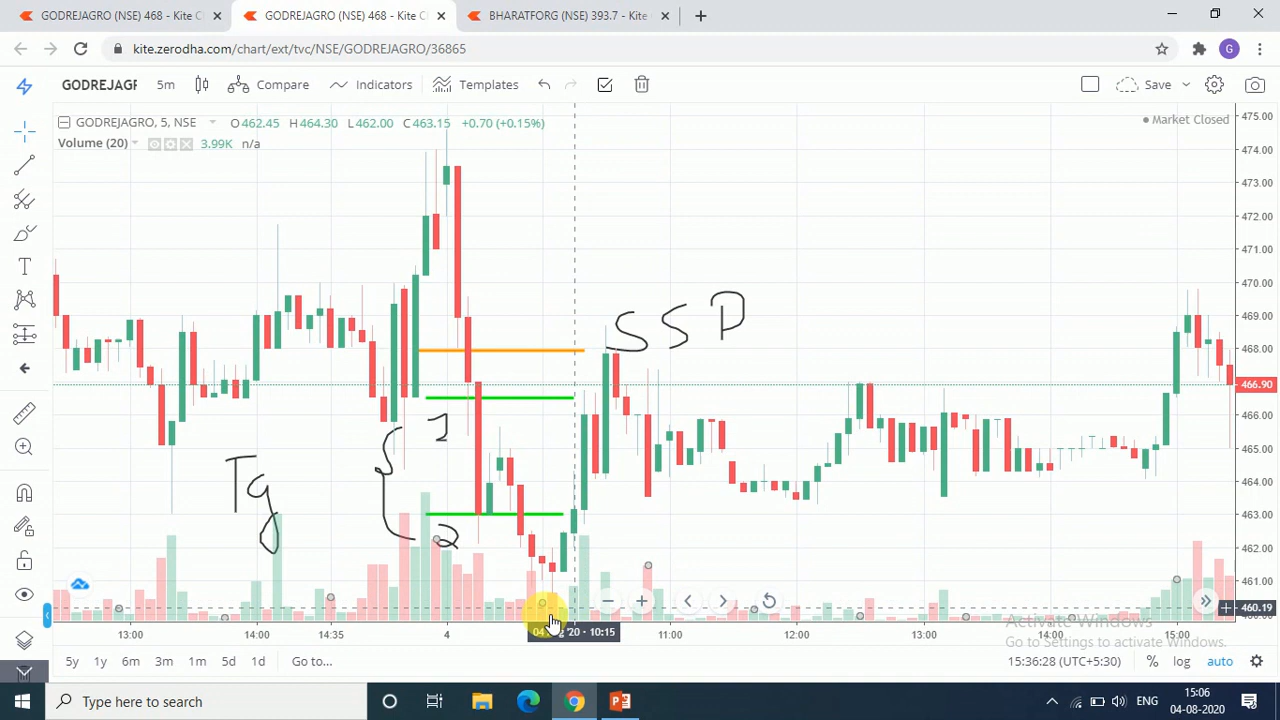 GODREJAGRO (NSE) 468 - Kite C
GODREJAGRO (NSE) 468 - Kite C
BHARATFORG (NSE) 393.7 - Kite
kite.zerodha.com/chart/ext/tvc/NSE/GODREJAGRO/36865
G
GODREJAGR 5m Compare Indicators Templates Save
GODREJAGRO, 5, NSE O462.45 H464.30 L462.00 C463.15 +0.70 (+0.15%)
Market Closed
Volume (20) 3.99K n/a
475.00
474.00
473.00
472.00
471.00
470.00
469.00
468.00
466.90
466.00
465.00
464.00
463.00
462.00
461.00
460.19
SSP
1
Tg
2
13:00 14:00 14:35 4 10:15 11:00 12:00 13:00 14:00 15:00
Activate Windows
Go to Settings to activate Windows.
5y 1y 6m 3m 1m 5d 1d Go to... 15:36:28 (UTC+5:30) % log auto
Type here to search
ENG
15:06
04-08-2020